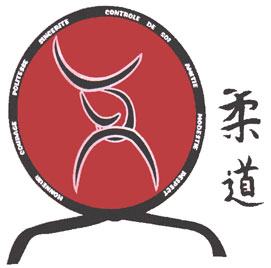 HONNEUR
COURAGE
POLITESSE
SINCERITE
CONTROLE DE SOI
AMITIE
MODESTIE
RESPECT
柔道